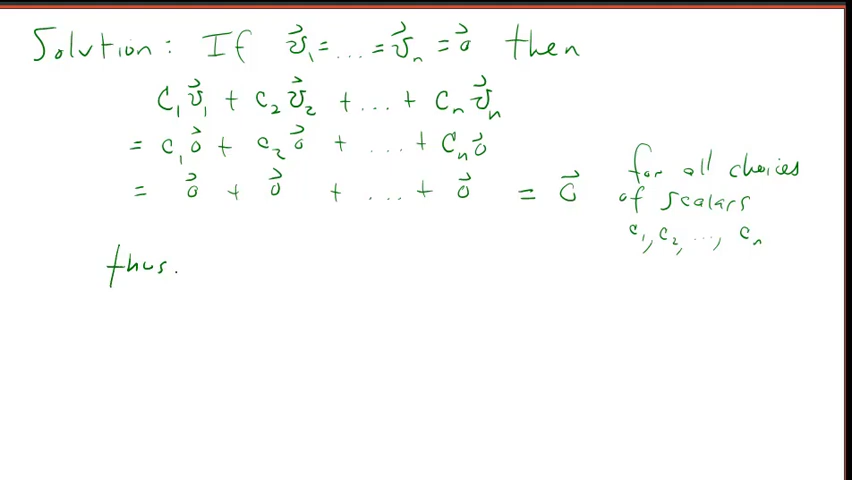 Solution: If v⃗₁ = ... = v⃗ₙ = 0⃗ then
C₁v⃗₁ + c₂v⃗₂ + ... + cₙv⃗ₙ
= c₁0⃗ + c₂0⃗ + ... + cₙ0⃗
= 0⃗ + 0⃗ + ... + 0⃗ = 0⃗
for all choices
of scalars
c₁, c₂, ..., cₙ
thus.